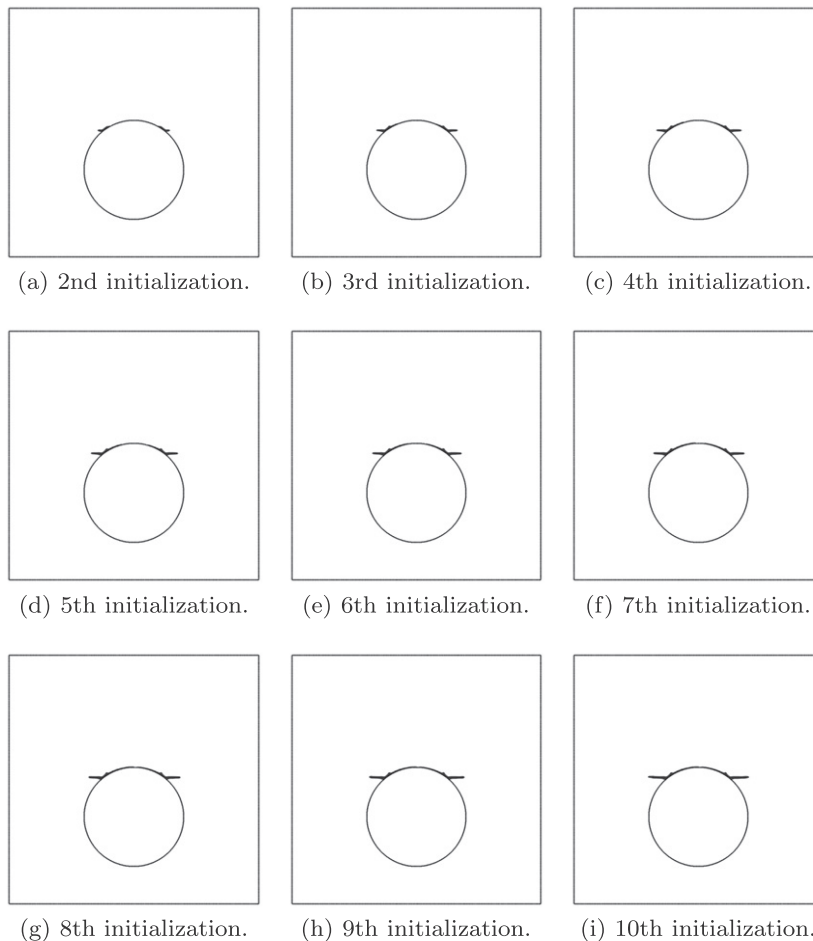 (a) 2nd initialization.
(b) 3rd initialization.
(c) 4th initialization.
(d) 5th initialization.
(e) 6th initialization.
(f) 7th initialization.
(g) 8th initialization.
(h) 9th initialization.
(i) 10th initialization.